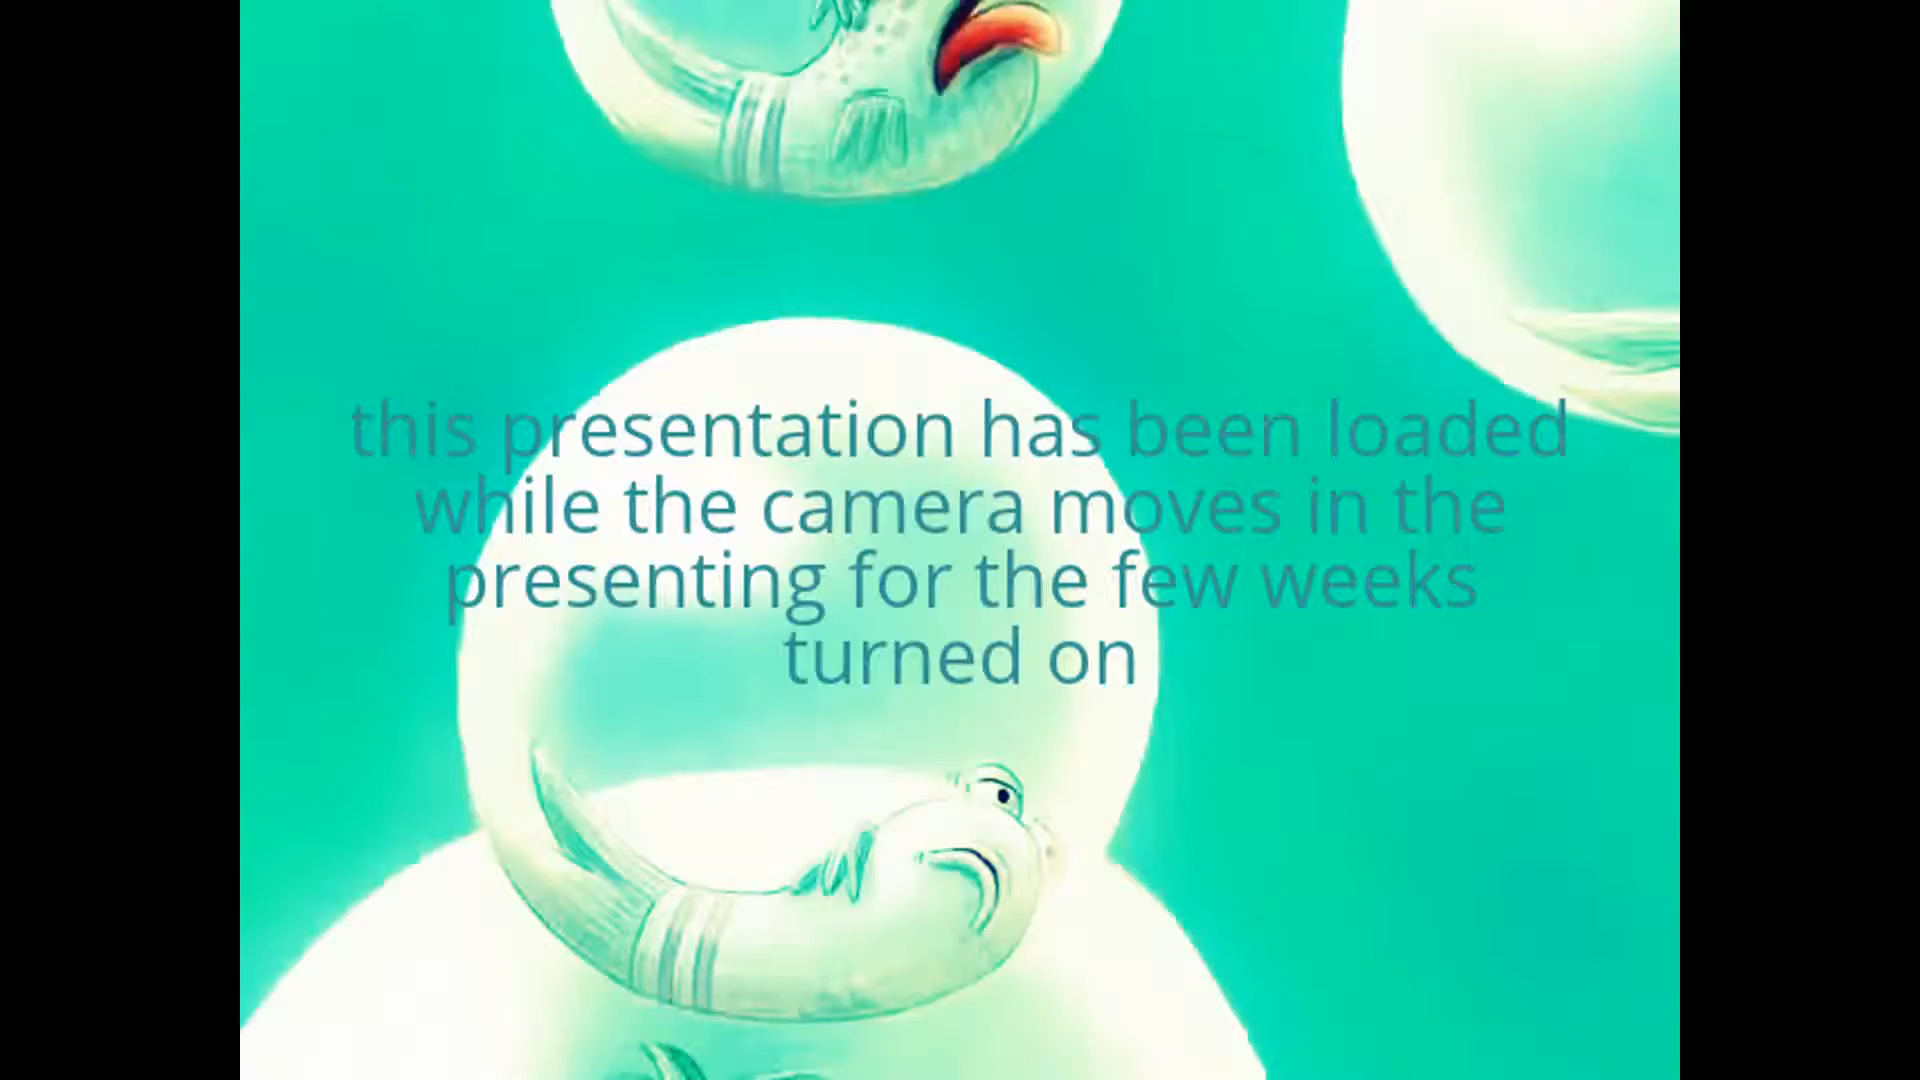 this presentation has been loaded
while the camera moves in the
presenting for the few weeks
turned on